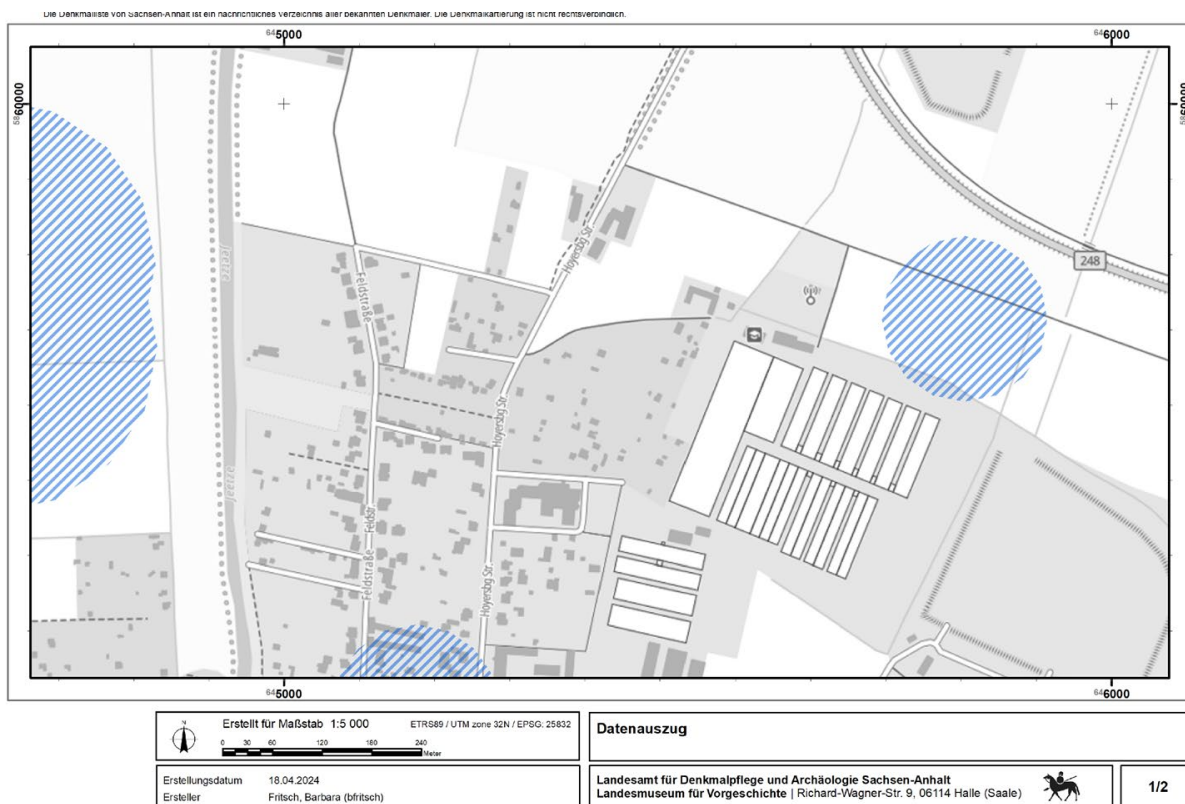 Die Denkmalliste von Sachsen-Anhalt ist ein nachrichtliches Verzeichnis aller bekannten Denkmäler. Die Denkmalkartierung ist nicht rechtsverbindlich.
645000 646000
5860000 5860000
Jeetze
Hoyersbg Str.
248
Feldstraße
Hoyersbg Str.
Jeetze
Feldstr.
Feldstraße
Hoyersbg Str.
645000 646000
N
Erstellt für Maßstab 1:5 000 ETRS89 / UTM zone 32N / EPSG: 25832
0 30 60 120 180 240
Meter
Datenauszug
Erstellungsdatum 18.04.2024
Ersteller Fritsch, Barbara (bfritsch)
Landesamt für Denkmalpflege und Archäologie Sachsen-Anhalt
Landesmuseum für Vorgeschichte | Richard-Wagner-Str. 9, 06114 Halle (Saale)
1/2